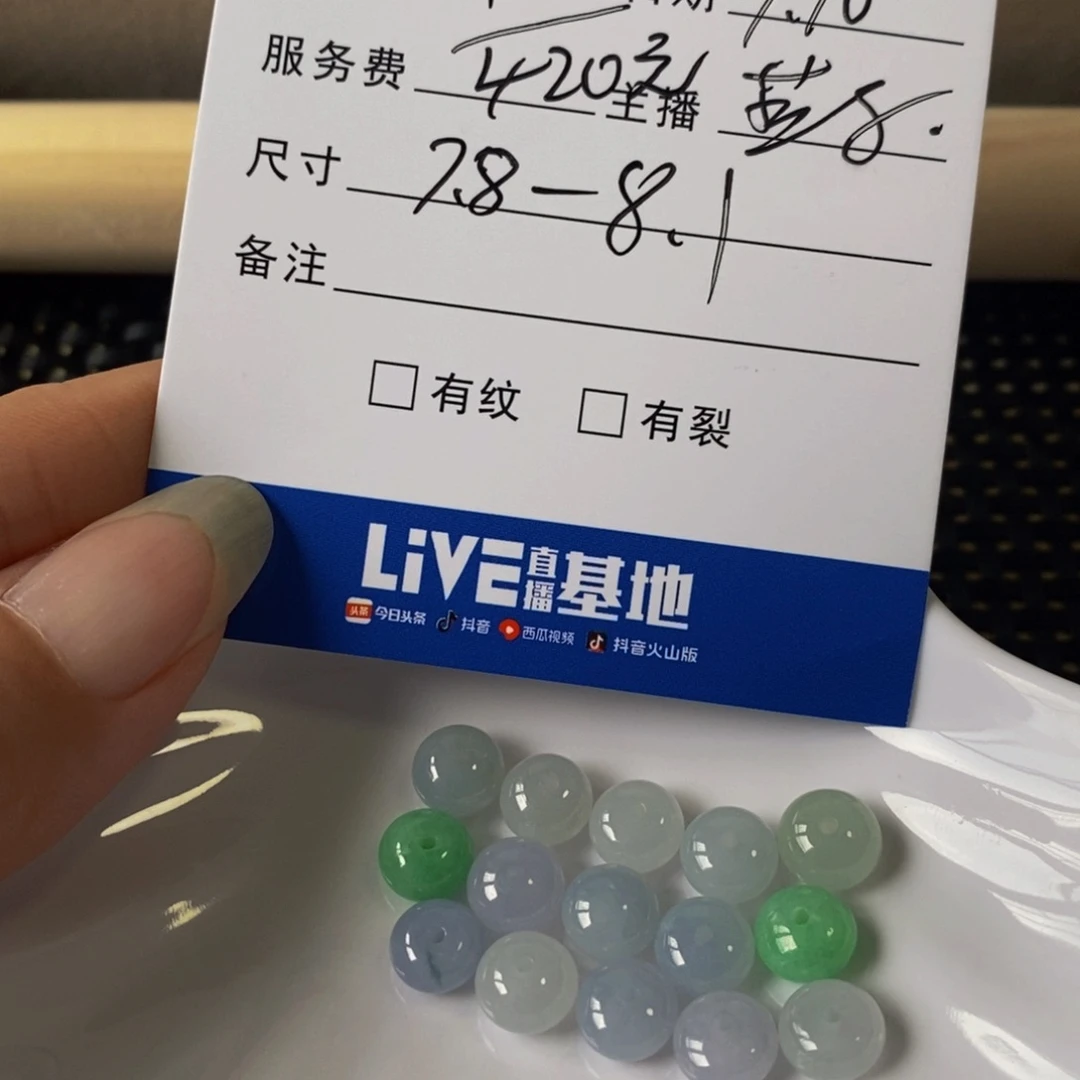 7.10
服务费 420元 主播
尺寸 7.8-8.1
备注
□ 有纹 □ 有裂
LiVE直播基地
头条 今日头条 抖音 西瓜视频 抖音火山版